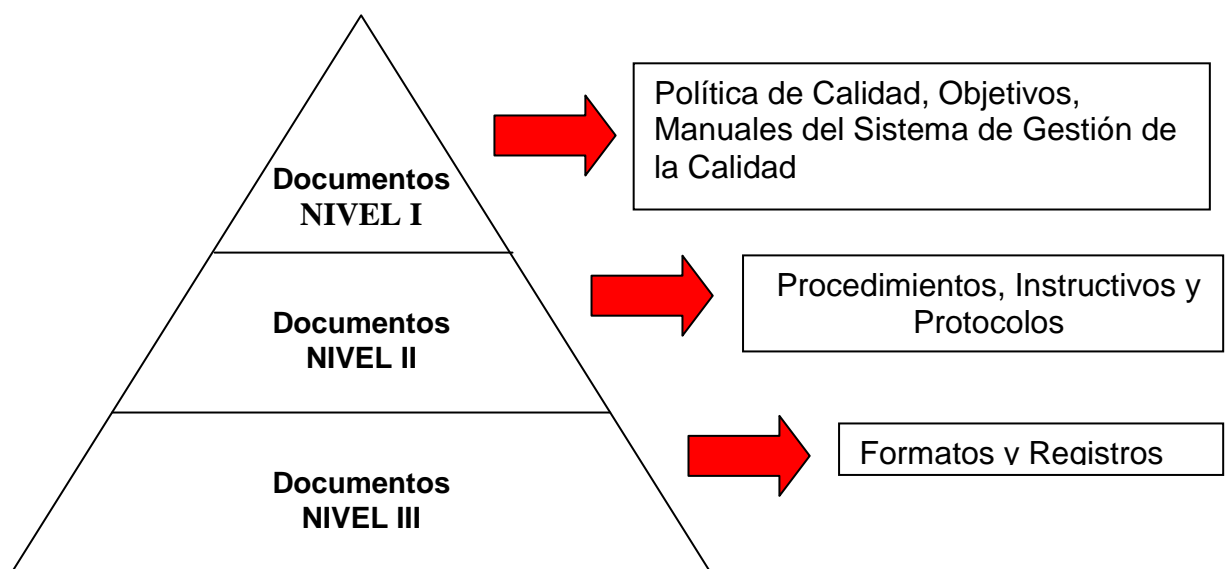 Documentos
NIVEL I
Política de Calidad, Objetivos,
Manuales del Sistema de Gestión de
la Calidad
Documentos
NIVEL II
Procedimientos, Instructivos y
Protocolos
Documentos
NIVEL III
Formatos y Registros